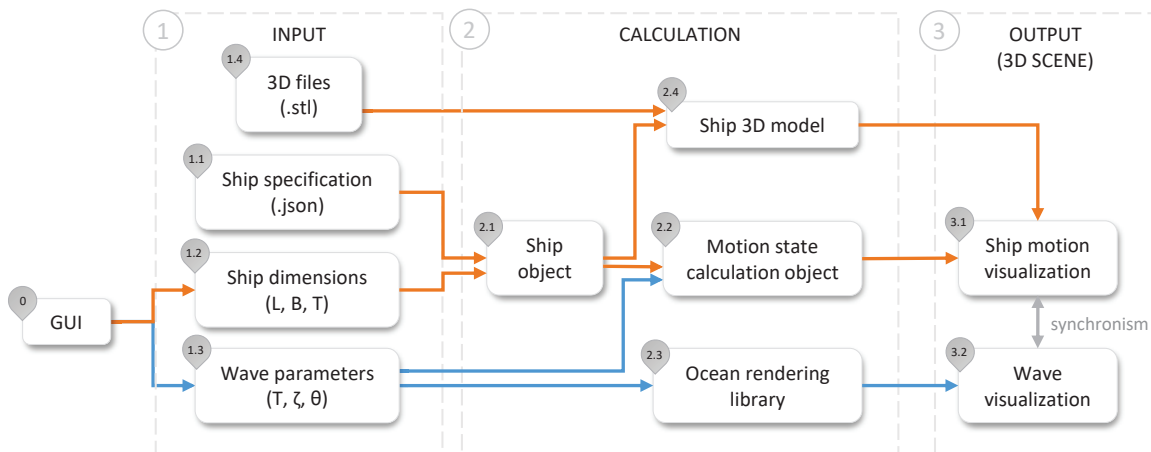 1
INPUT
2
CALCULATION
3
OUTPUT
(3D SCENE)
1.4
3D files
(.stl)
2.4
Ship 3D model
1.1
Ship specification
(.json)
2.1
Ship
object
2.2
Motion state
calculation object
3.1
Ship motion
visualization
1.2
Ship dimensions
(L, B, T)
0
GUI
synchronism
1.3
Wave parameters
(T, ζ, θ)
2.3
Ocean rendering
library
3.2
Wave
visualization